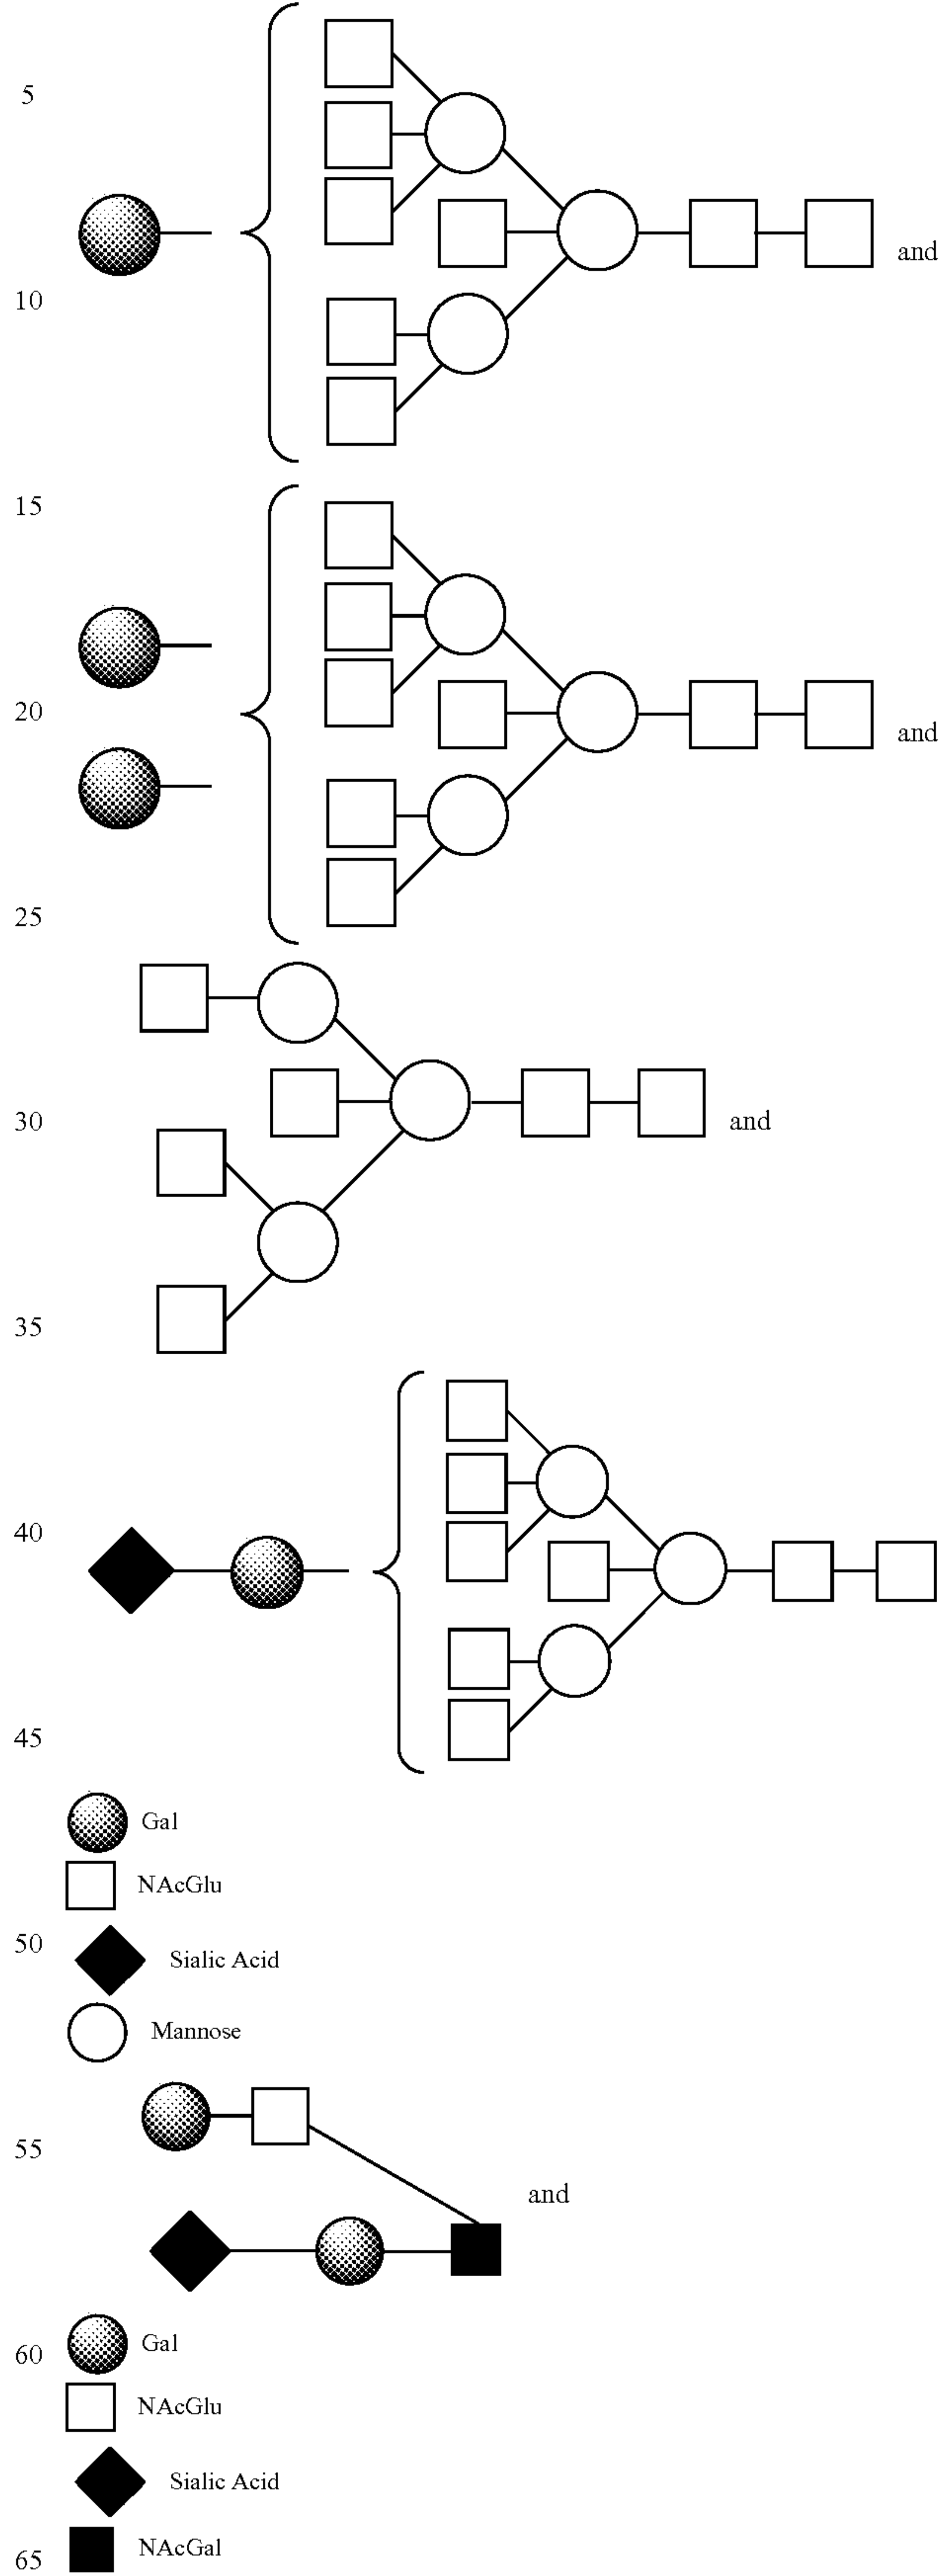 5
and
10
15
20
and
25
30
and
35
40
45
Gal
NAcGlu
50
Sialic Acid
Mannose
55
and
Gal
60
NAcGlu
Sialic Acid
NAcGal
65